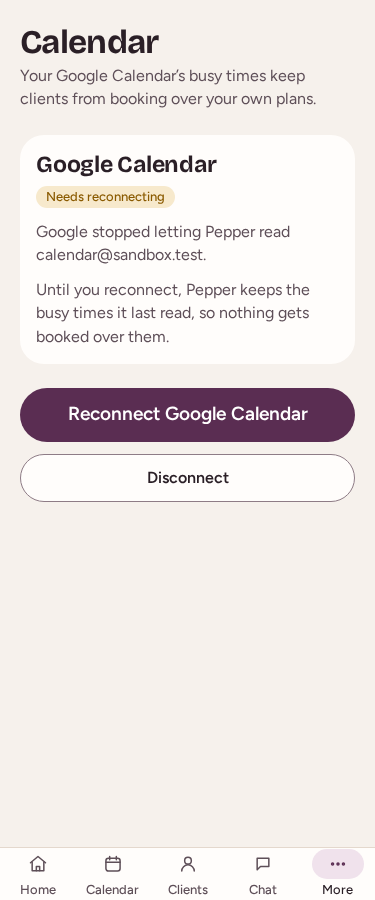 Calendar
Your Google Calendar’s busy times keep
clients from booking over your own plans.
Google Calendar
Needs reconnecting
Google stopped letting Pepper read
calendar@sandbox.test.
Until you reconnect, Pepper keeps the
busy times it last read, so nothing gets
booked over them.
Reconnect Google Calendar
Disconnect
Home Calendar Clients Chat More